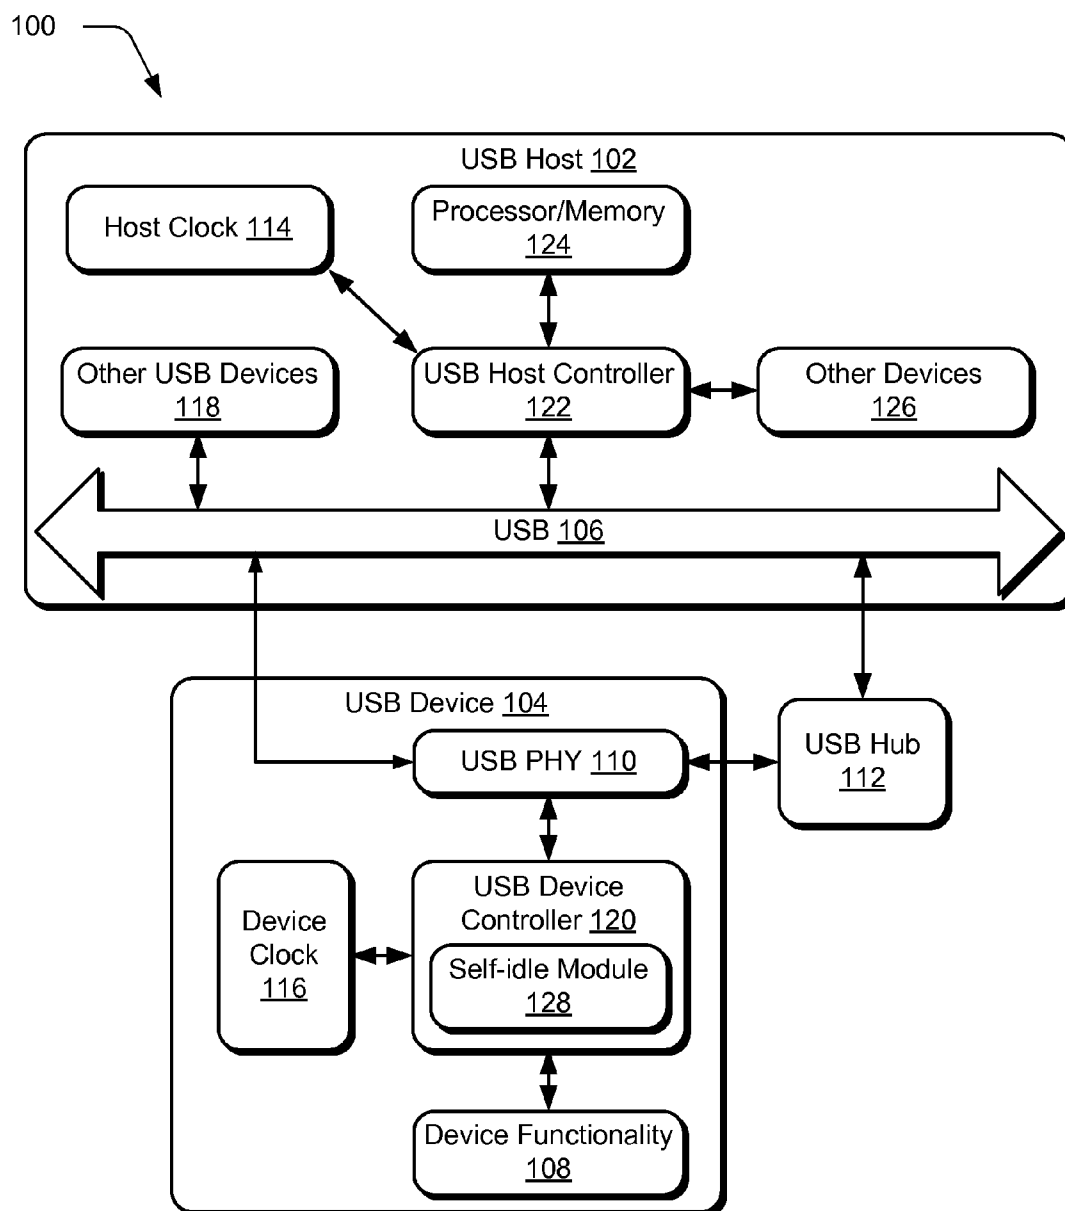 100
USB Host 102
Host Clock 114
Processor/Memory
124
Other USB Devices
118
USB Host Controller
122
Other Devices
126
USB 106
USB Device 104
USB PHY 110
USB Hub
112
Device
Clock
116
USB Device
Controller 120
Self-idle Module
128
Device Functionality
108